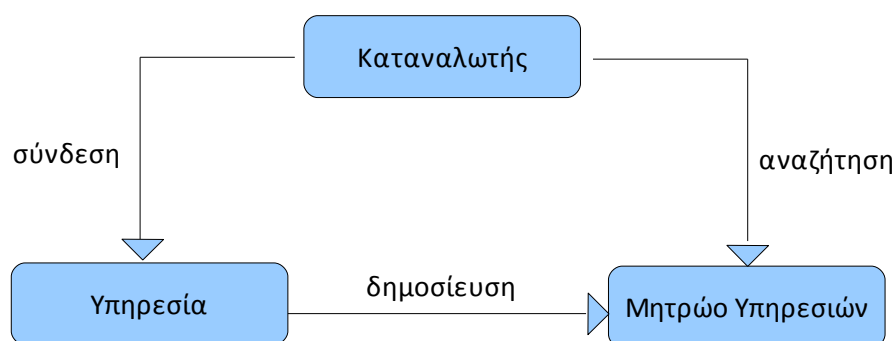 Καταναλωτής
σύνδεση
αναζήτηση
Υπηρεσία
δημοσίευση
Μητρώο Υπηρεσιών